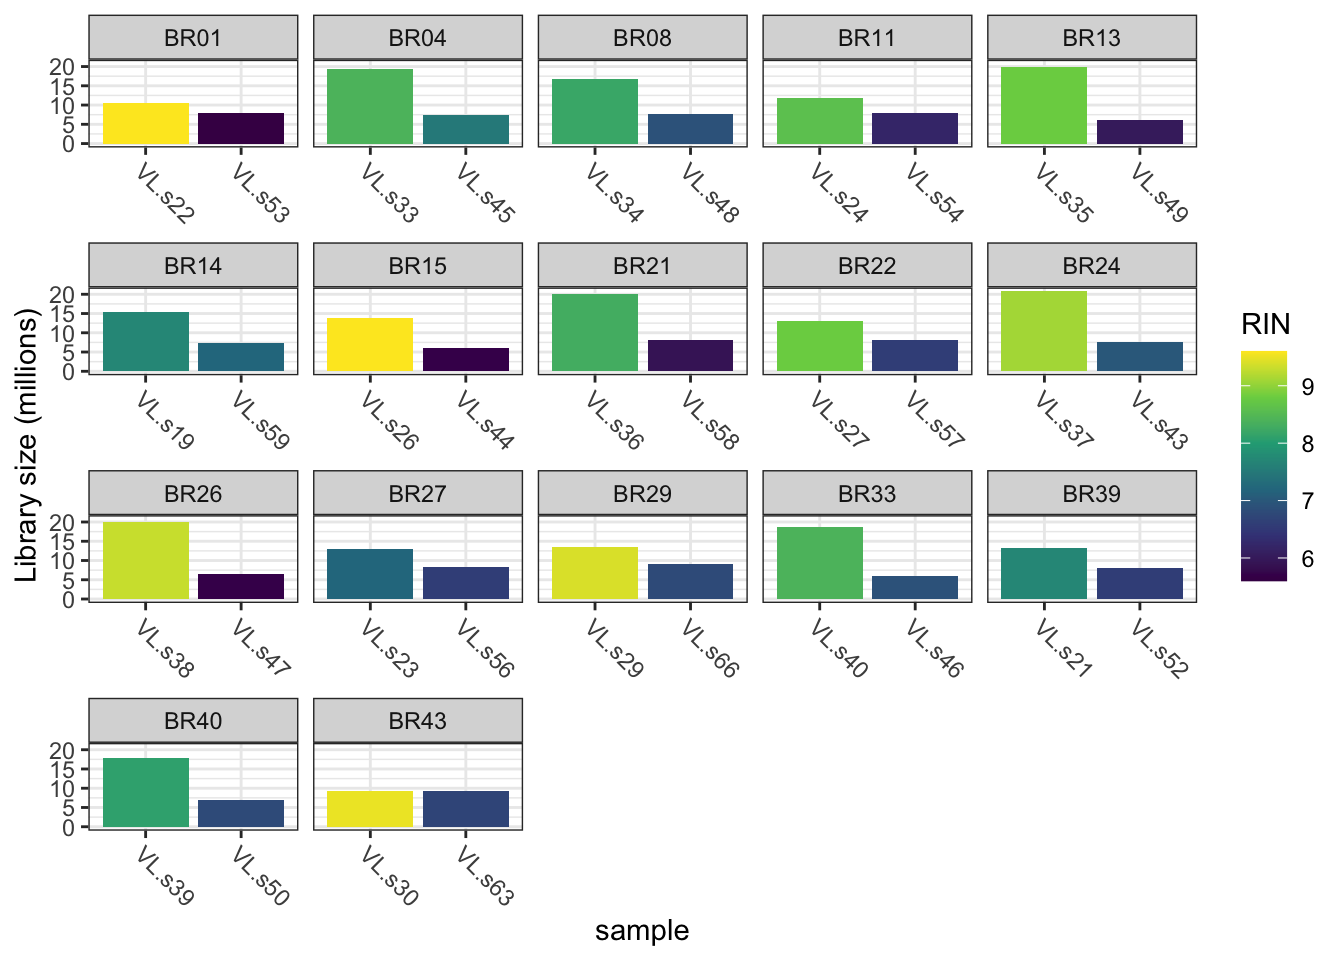 BR01 BR04 BR08 BR11 BR13
20
15
10
5
0
VL.s22 VL.s53 VL.s33 VL.s45 VL.s34 VL.s48 VL.s24 VL.s54 VL.s35 VL.s49
BR14 BR15 BR21 BR22 BR24
20
15
10
5
0
VL.s19 VL.s59 VL.s26 VL.s44 VL.s36 VL.s58 VL.s27 VL.s57 VL.s37 VL.s43
BR26 BR27 BR29 BR33 BR39
20
15
10
5
0
VL.s38 VL.s47 VL.s23 VL.s56 VL.s29 VL.s66 VL.s40 VL.s46 VL.s21 VL.s52
BR40 BR43
20
15
10
5
0
VL.s39 VL.s50 VL.s30 VL.s63
sample
Library size (millions)
RIN
9
8
7
6